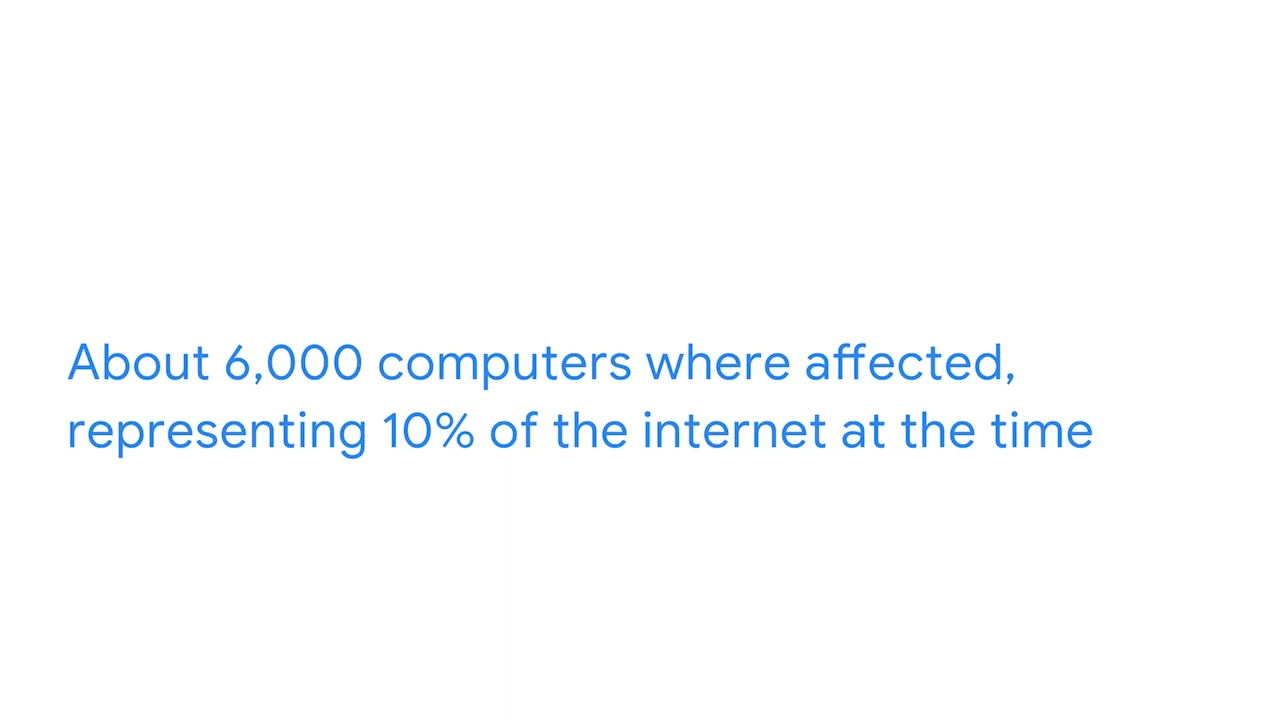 About 6,000 computers where affected,
representing 10% of the internet at the time